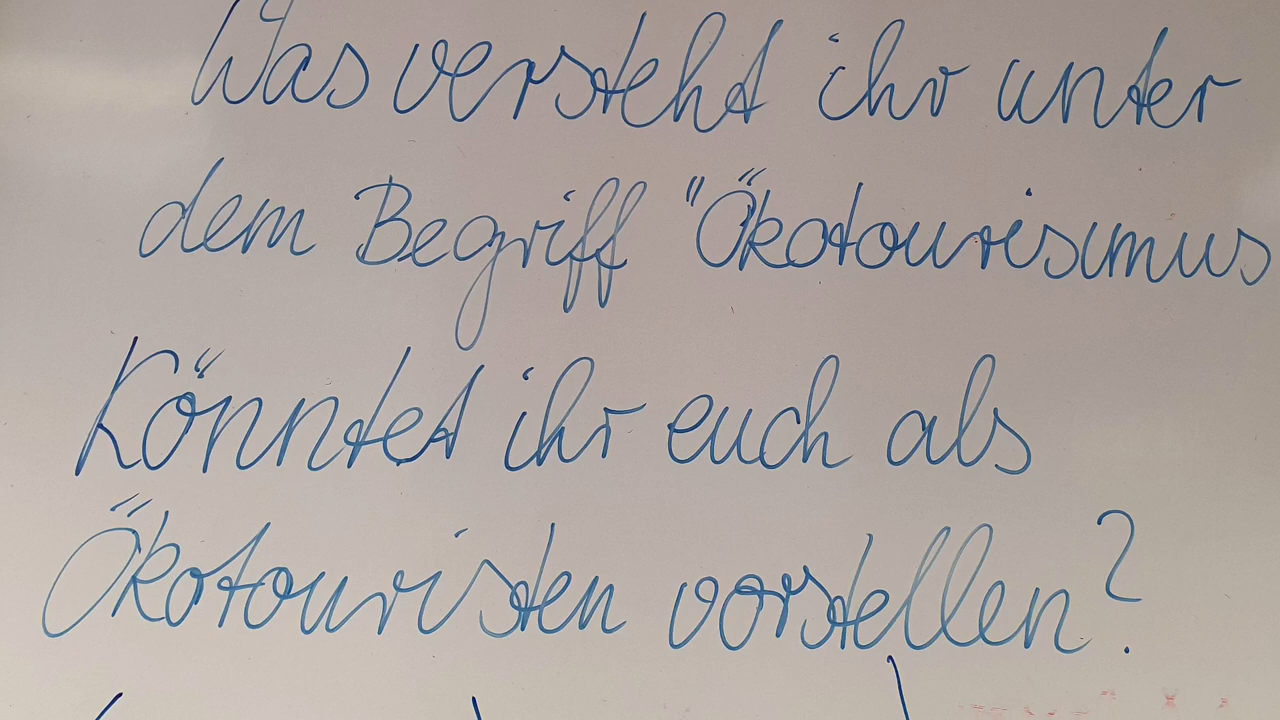 Was versteht ihr unter
dem Begriff "Ökotourismus
Könntet ihr euch als
Ökotouristen vorstellen?